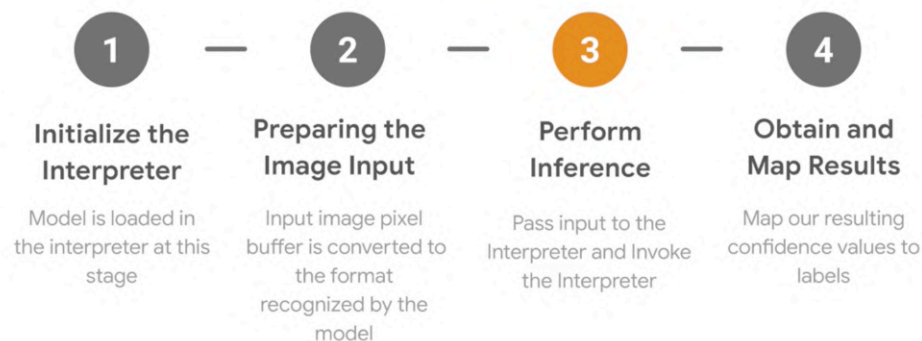 1
2
3
4
Initialize the
Interpreter
Model is loaded in
the interpreter at this
stage
Preparing the
Image Input
Input image pixel
buffer is converted to
the format
recognized by the
model
Perform
Inference
Pass input to the
Interpreter and Invoke
the Interpreter
Obtain and
Map Results
Map our resulting
confidence values to
labels